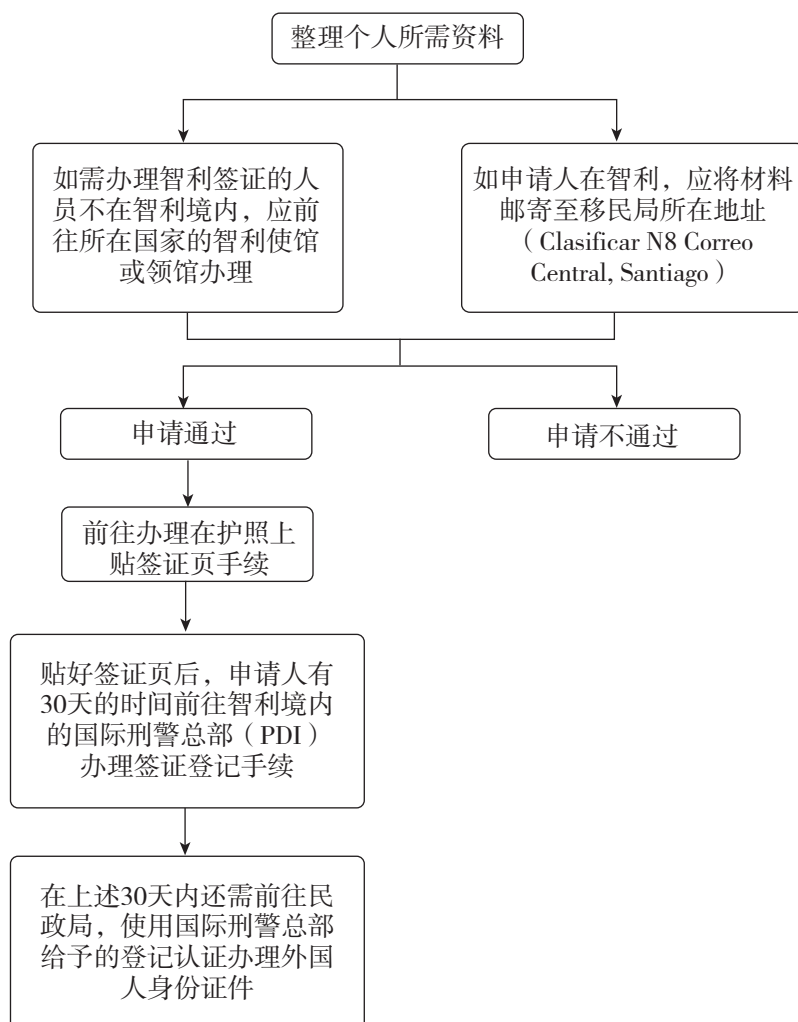 整理个人所需资料
如需办理智利签证的人
员不在智利境内，应前
往所在国家的智利使馆
或领馆办理
如申请人在智利，应将材料
邮寄至移民局所在地址
（Clasificar N8 Correo
Central, Santiago）
申请通过
申请不通过
前往办理在护照上
贴签证页手续
贴好签证页后，申请人有
30天的时间前往智利境内
的国际刑警总部（PDI）
办理签证登记手续
在上述30天内还需前往民
政局，使用国际刑警总部
给予的登记认证办理外国
人身份证件